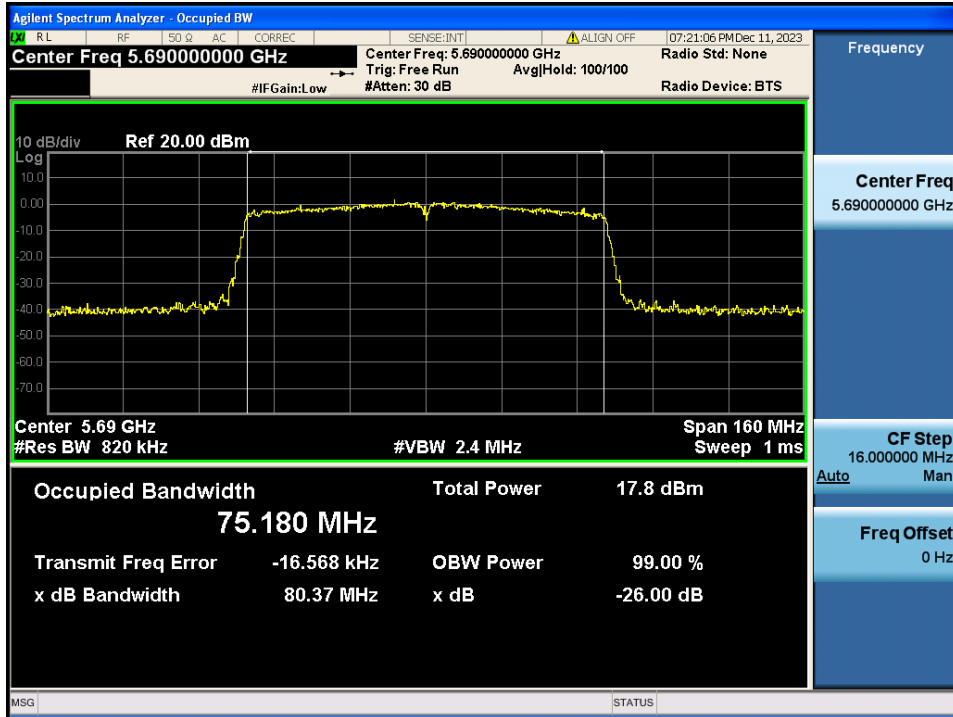 Agilent Spectrum Analyzer - Occupied BW
LXI RL RF 50 Ω AC CORREC SENSE:INT ALIGN OFF 07:21:06 PM Dec 11, 2023
Center Freq 5.690000000 GHz
Center Freq: 5.690000000 GHz Radio Std: None
Trig: Free Run Avg|Hold: 100/100
#IFGain:Low #Atten: 30 dB Radio Device: BTS
10 dB/div Ref 20.00 dBm
Log
10.0
0.00
-10.0
-20.0
-30.0
-40.0
-50.0
-60.0
-70.0
Center 5.69 GHz Span 160 MHz
#Res BW 820 kHz #VBW 2.4 MHz Sweep 1 ms
Occupied Bandwidth Total Power 17.8 dBm
75.180 MHz
Transmit Freq Error -16.568 kHz OBW Power 99.00 %
x dB Bandwidth 80.37 MHz x dB -26.00 dB
MSG STATUS
Frequency
Center Freq
5.690000000 GHz
CF Step
16.000000 MHz
Auto Man
Freq Offset
0 Hz